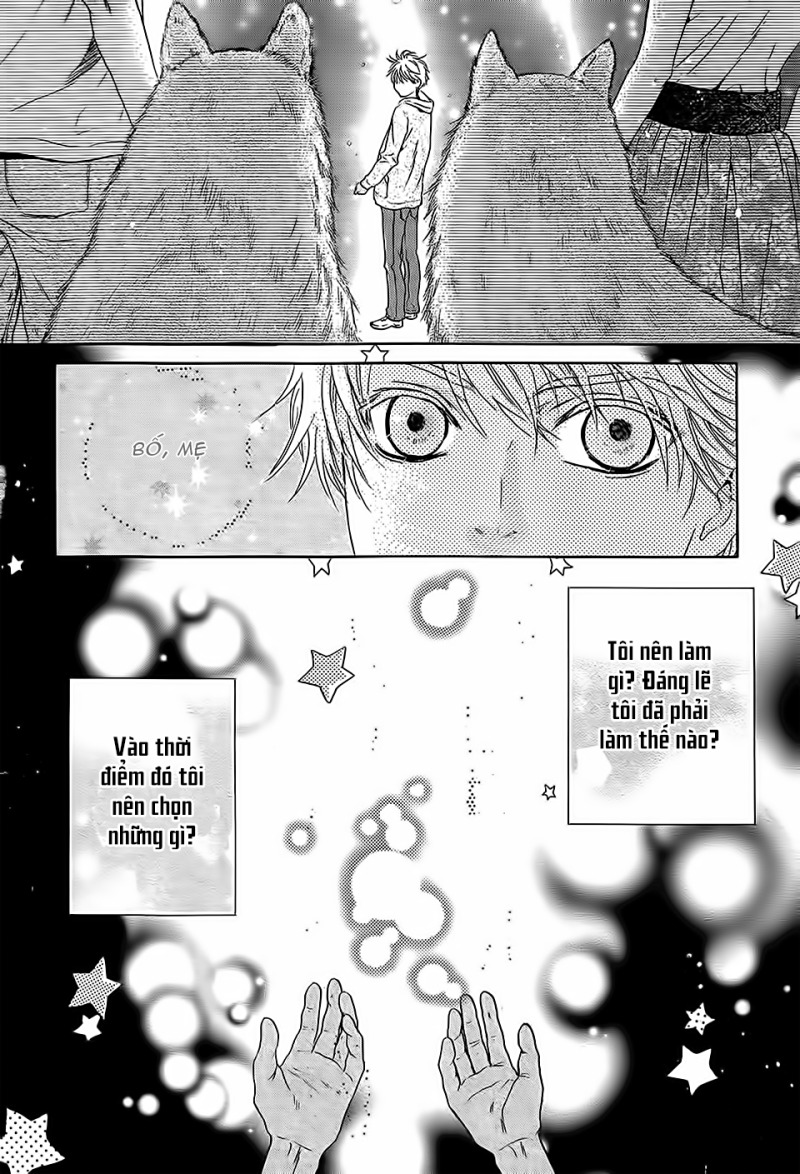 BỐ, MẸ
Tôi nên làm
gì? Đáng lẽ
tôi đã phải
làm thế nào?
Vào thời
điểm đó tôi
nên chọn
những gì?